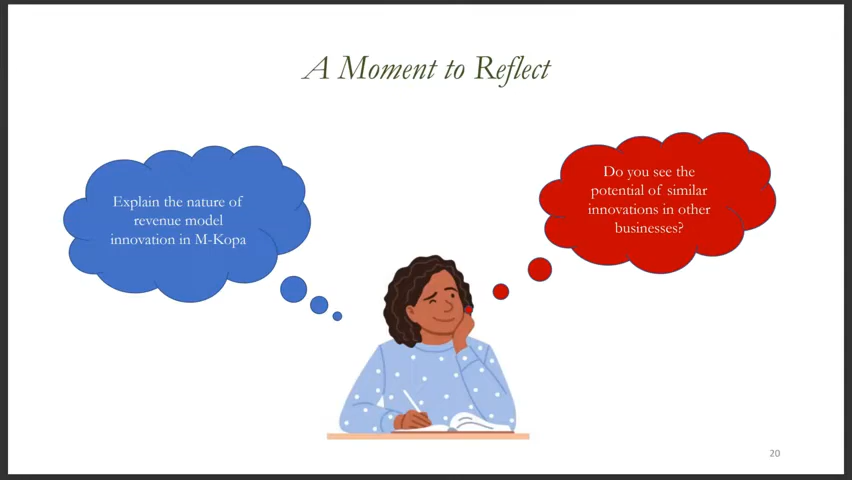 A Moment to Reflect
Explain the nature of
revenue model
innovation in M-Kopa
Do you see the
potential of similar
innovations in other
businesses?
20